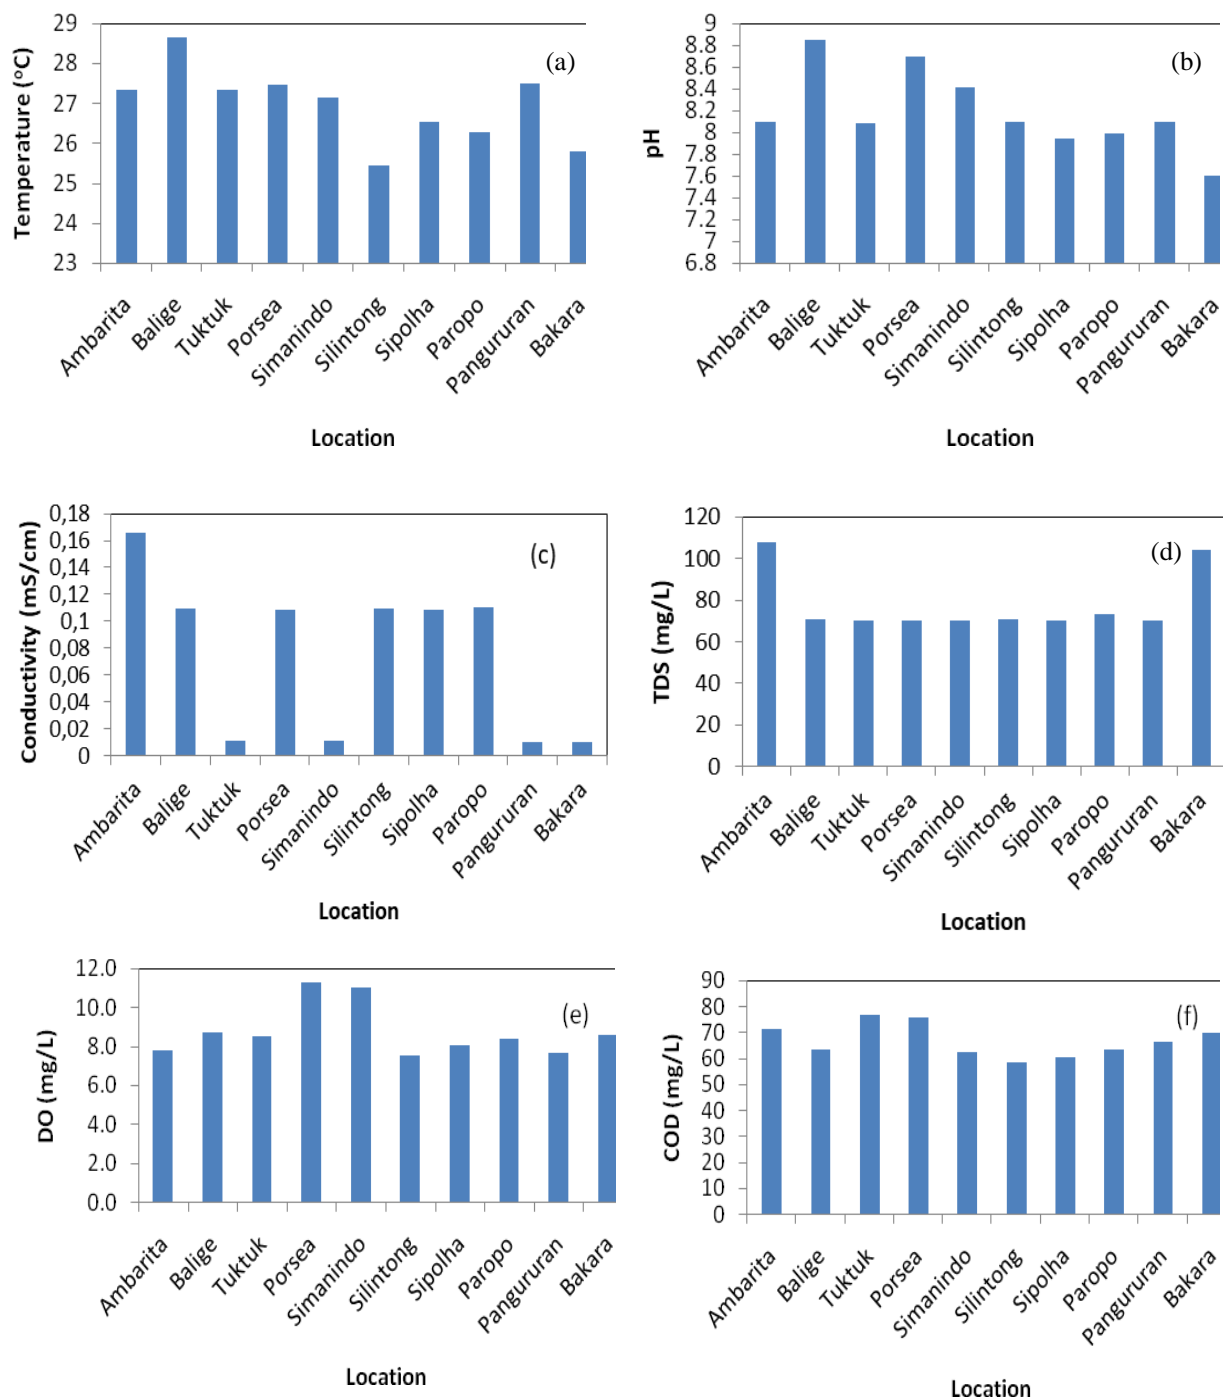 Temperature (°C)
29
28
27
26
25
24
23
(a)
Ambarita
Balige
Tuktuk
Porsea
Simanindo
Silintong
Sipolha
Paropo
Pangururan
Bakara
Location
pH
9
8.8
8.6
8.4
8.2
8
7.8
7.6
7.4
7.2
7
6.8
(b)
Ambarita
Balige
Tuktuk
Porsea
Simanindo
Silintong
Sipolha
Paropo
Pangururan
Bakara
Location
Conductivity (mS/cm)
0,18
0,16
0,14
0,12
0,1
0,08
0,06
0,04
0,02
0
(c)
Ambarita
Balige
Tuktuk
Porsea
Simanindo
Silintong
Sipolha
Paropo
Pangururan
Bakara
Location
TDS (mg/L)
120
100
80
60
40
20
0
(d)
Ambarita
Balige
Tuktuk
Porsea
Simanindo
Silintong
Sipolha
Paropo
Pangururan
Bakara
Location
DO (mg/L)
12.0
10.0
8.0
6.0
4.0
2.0
0.0
(e)
Ambarita
Balige
Tuktuk
Porsea
Simanindo
Silintong
Sipolha
Paropo
Pangururan
Bakara
Location
COD (mg/L)
90
80
70
60
50
40
30
20
10
0
(f)
Ambarita
Balige
Tuktuk
Porsea
Simanindo
Silintong
Sipolha
Paropo
Pangururan
Bakara
Location